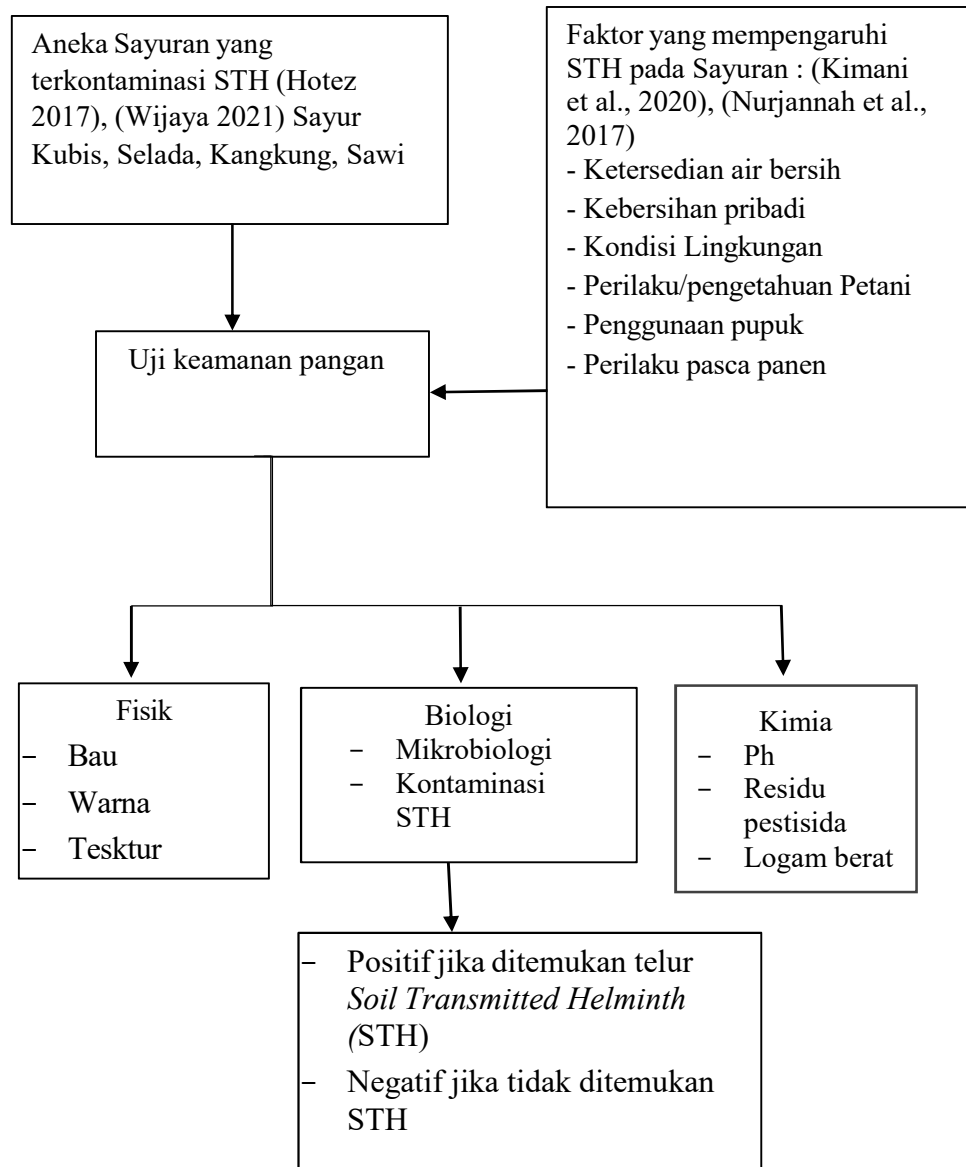 Aneka Sayuran yang
terkontaminasi STH (Hotez
2017), (Wijaya 2021) Sayur
Kubis, Selada, Kangkung, Sawi
Faktor yang mempengaruhi
STH pada Sayuran : (Kimani
et al., 2020), (Nurjannah et al.,
2017)
- Ketersedian air bersih
- Kebersihan pribadi
- Kondisi Lingkungan
- Perilaku/pengetahuan Petani
- Penggunaan pupuk
- Perilaku pasca panen
Uji keamanan pangan
Fisik
– Bau
– Warna
– Tesktur
Biologi
– Mikrobiologi
– Kontaminasi
STH
Kimia
– Ph
– Residu
pestisida
– Logam berat
– Positif jika ditemukan telur
Soil Transmitted Helminth
(STH)
– Negatif jika tidak ditemukan
STH